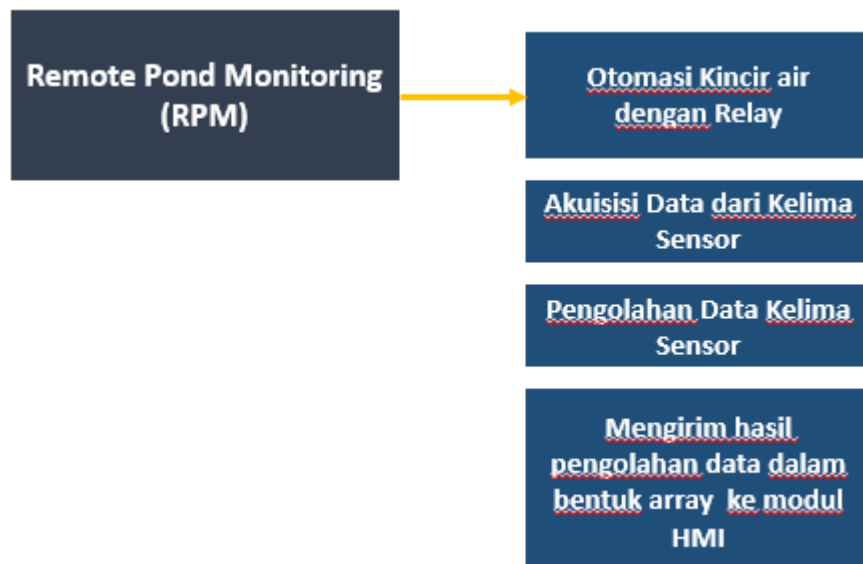 Remote Pond Monitoring
(RPM)
Otomasi Kincir air
dengan Relay
Akuisisi Data dari Kelima
Sensor
Pengolahan Data Kelima
Sensor
Mengirim hasil
pengolahan data dalam
bentuk array ke modul
HMI